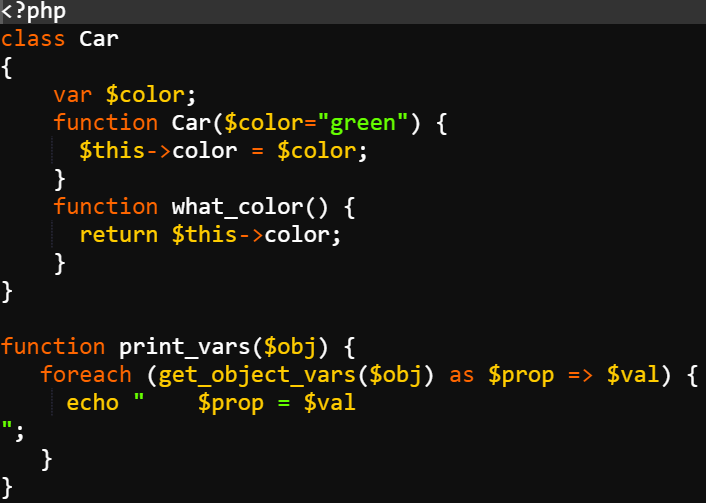 <?php
class Car
{
    var $color;
    function Car($color="green") {
      $this->color = $color;
    }
    function what_color() {
      return $this->color;
    }
}

function print_vars($obj) {
   foreach (get_object_vars($obj) as $prop => $val) {
     echo "    $prop = $val
";
   }
}